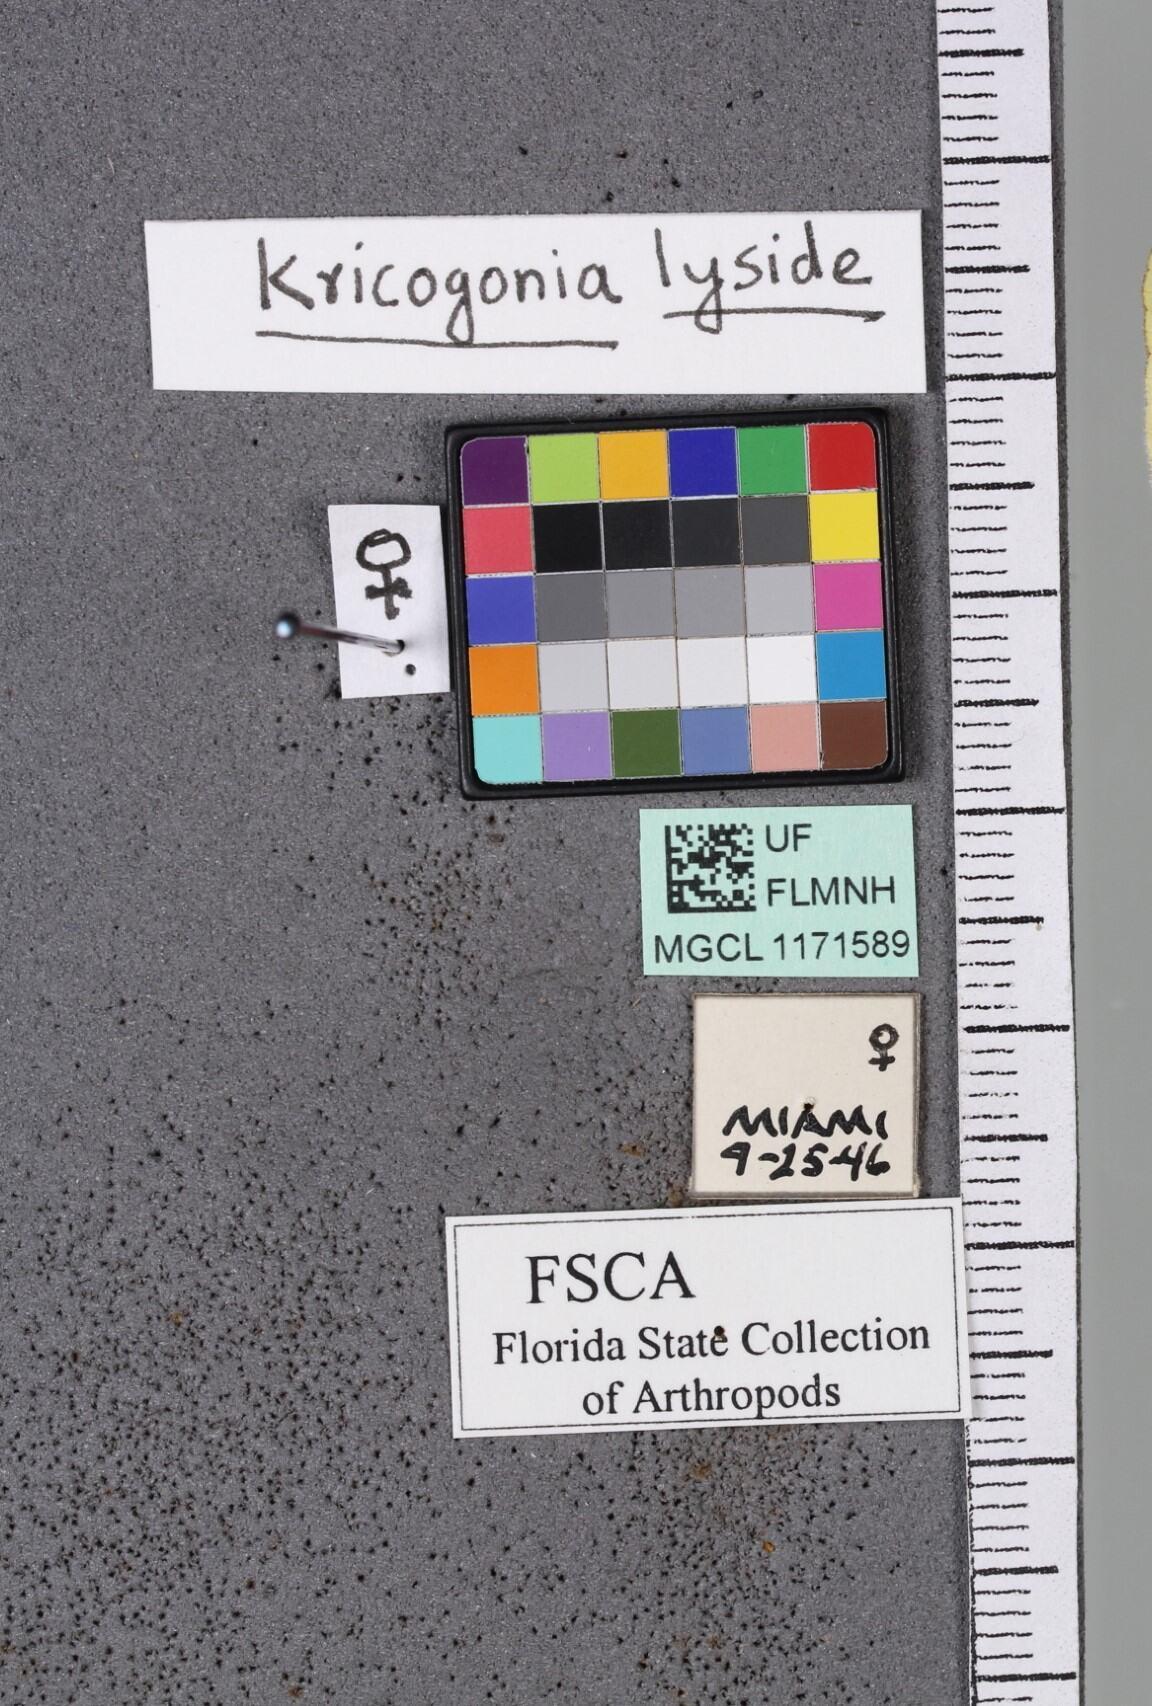 Kricogonia lyside
♀
UF
FLMNH
MGCL 1171589
♀
MIAMI
9-25-46
FSCA
Florida State Collection
of Arthropods